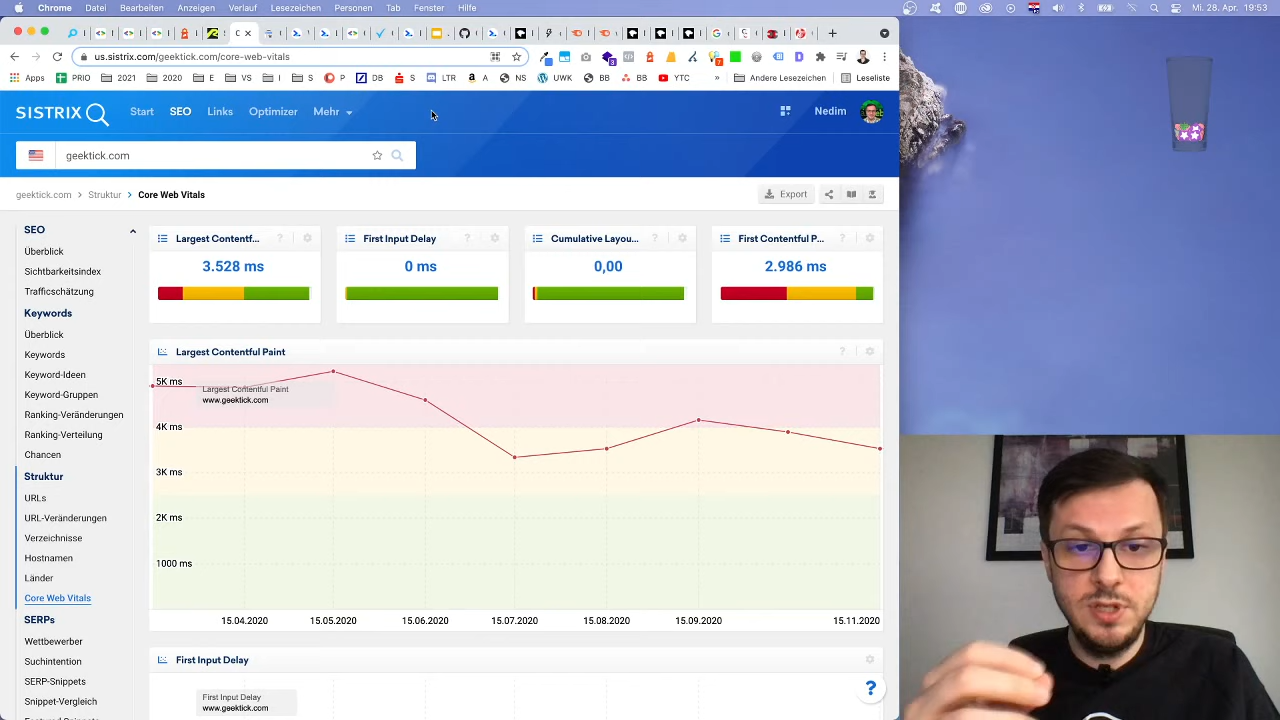 Chrome Datei Bearbeiten Anzeigen Verlauf Lesezeichen Personen Tab Fenster Hilfe Mi. 28. Apr. 19:53
us.sistrix.com/geektick.com/core-web-vitals
Apps PRIO 2021 2020 E VS I S P DB S LTR A NS UWK BB BB YTC » Andere Lesezeichen Leseliste
SISTRIX Start SEO Links Optimizer Mehr Nedim
geektick.com
geektick.com > Struktur > Core Web Vitals Export
SEO
Überblick
Sichtbarkeitsindex
Trafficschätzung
Keywords
Überblick
Keywords
Keyword-Ideen
Keyword-Gruppen
Ranking-Veränderungen
Ranking-Verteilung
Chancen
Struktur
URLs
URL-Veränderungen
Verzeichnisse
Hostnamen
Länder
Core Web Vitals
SERPs
Wettbewerber
Suchintention
SERP-Snippets
Snippet-Vergleich
Largest Contentf... ?
3.528 ms
First Input Delay ?
0 ms
Cumulative Layou... ?
0,00
First Contentful P... ?
2.986 ms
Largest Contentful Paint ?
5K ms
Largest Contentful Paint
www.geektick.com
4K ms
3K ms
2K ms
1000 ms
15.04.2020 15.05.2020 15.06.2020 15.07.2020 15.08.2020 15.09.2020 15.11.2020
First Input Delay
First Input Delay
www.geektick.com
?